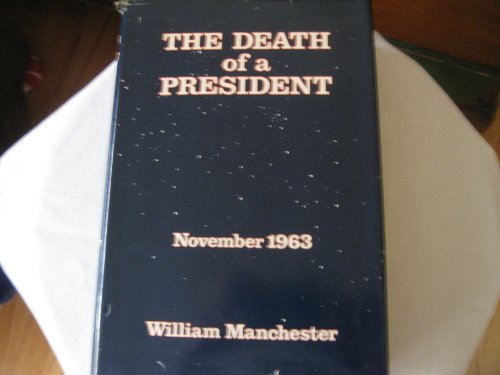 THE DEATH
of a
PRESIDENT
November 1963
William Manchester